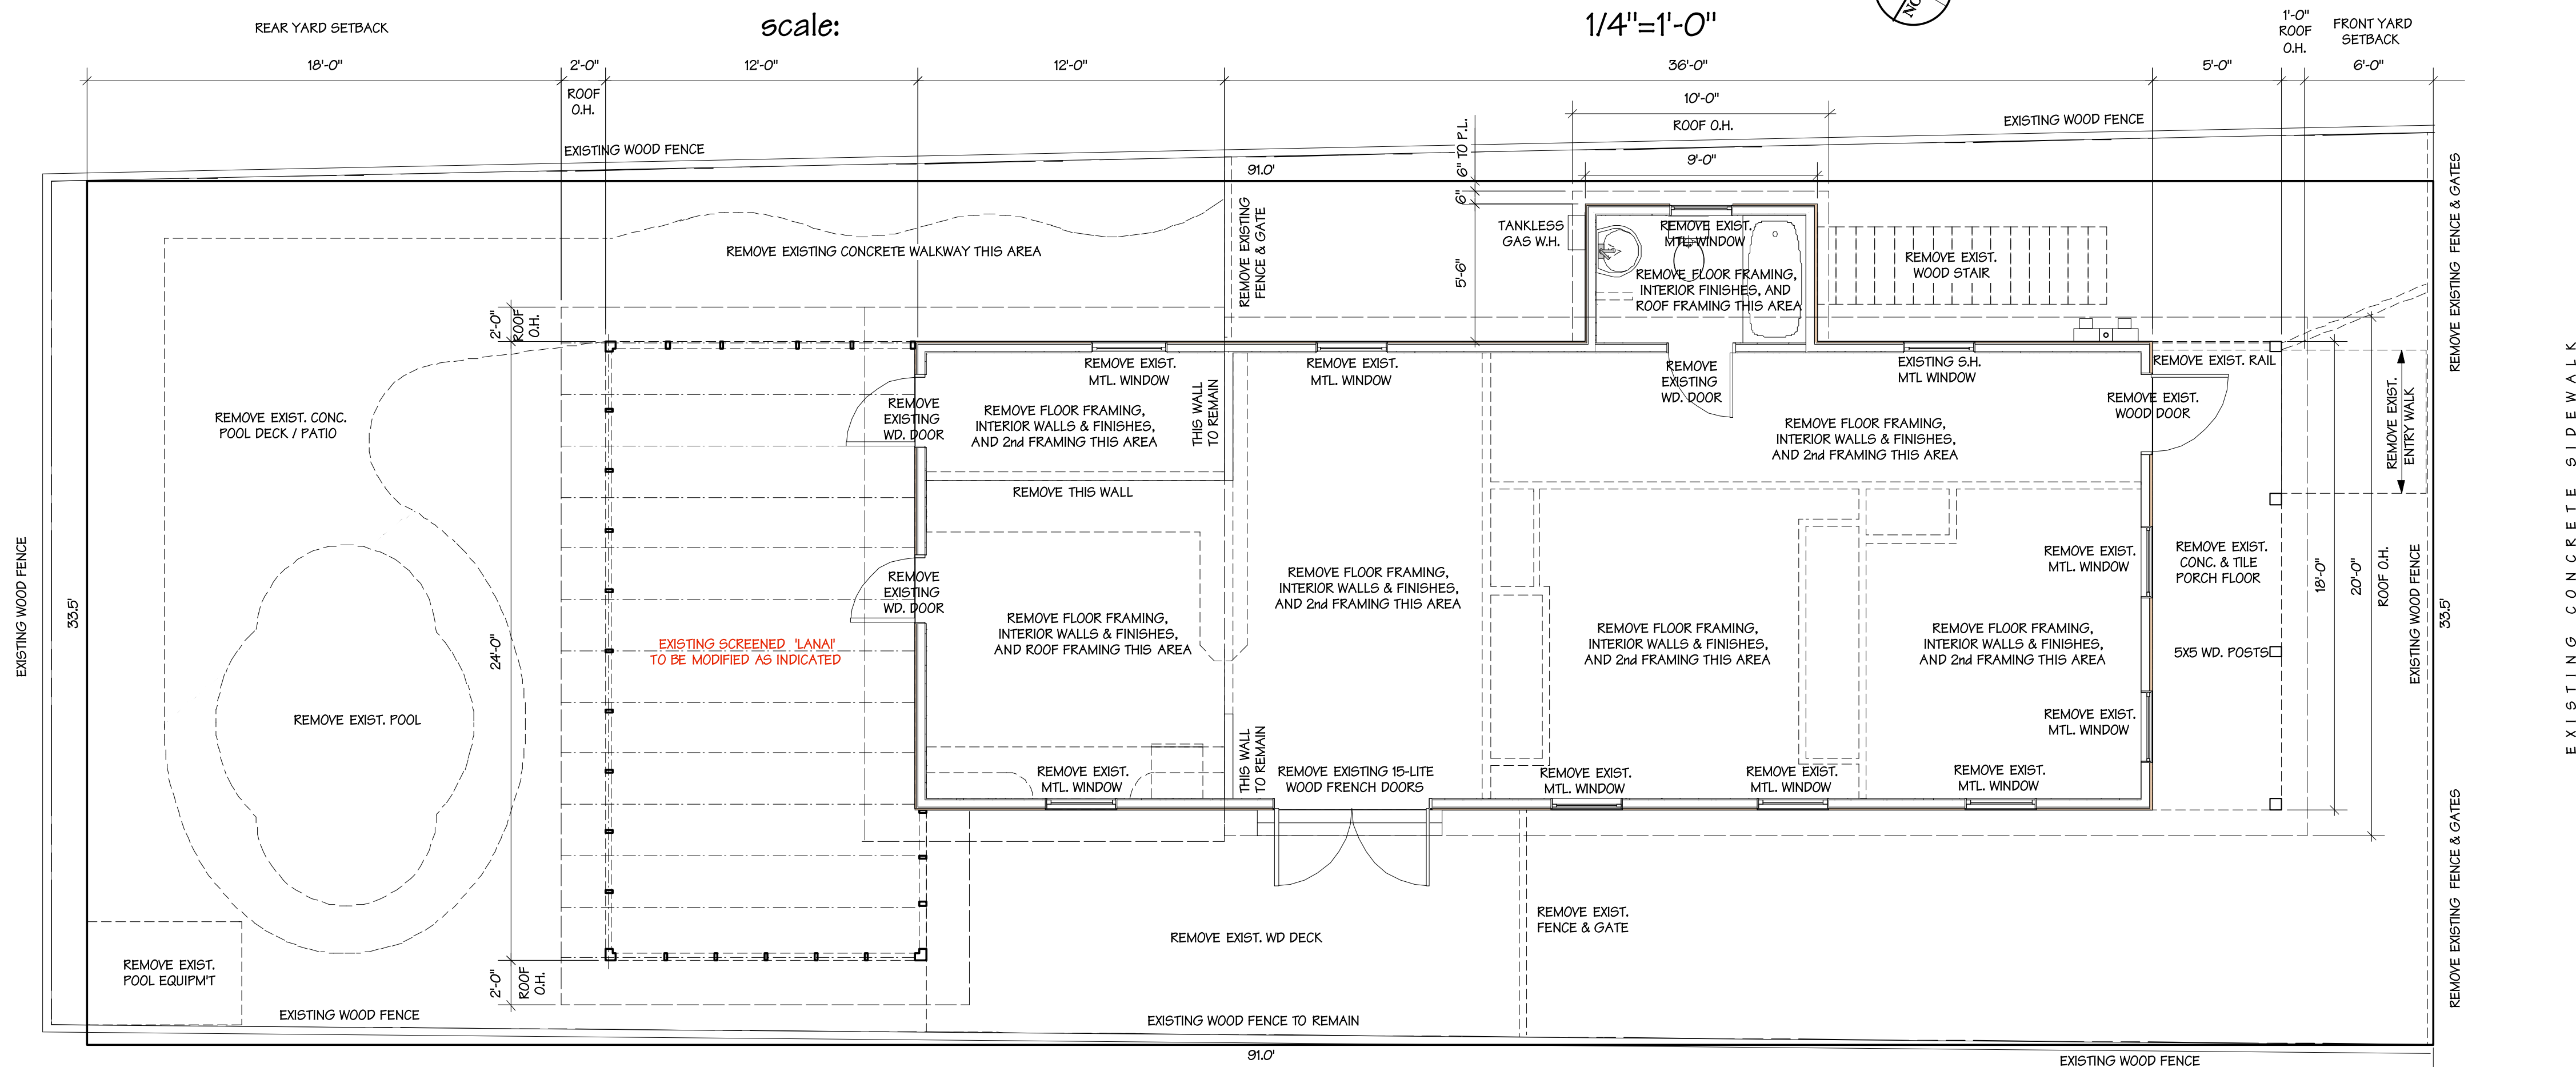 REAR YARD SETBACK
scale:
1/4"=1'-0"
NO
1'-0"
ROOF
O.H.
FRONT YARD
SETBACK
18'-0"
2'-0"
12'-0"
12'-0"
36'-0"
5'-0"
6'-0"
ROOF
O.H.
10'-0"
ROOF O.H.
EXISTING WOOD FENCE
EXISTING WOOD FENCE
6" TO P.L.
9'-0"
91.0'
6"
5'-6"
REMOVE EXISTING
FENCE & GATE
REMOVE EXISTING FENCE & GATES
TANKLESS
GAS W.H.
REMOVE EXIST.
MTL. WINDOW
REMOVE EXISTING CONCRETE WALKWAY THIS AREA
REMOVE EXIST.
WOOD STAIR
REMOVE FLOOR FRAMING,
INTERIOR FINISHES, AND
ROOF FRAMING THIS AREA
2'-0"
ROOF
O.H.
REMOVE EXIST.
MTL. WINDOW
REMOVE EXIST.
MTL. WINDOW
REMOVE
EXISTING
WD. DOOR
EXISTING S.H.
MTL WINDOW
REMOVE EXIST. RAIL
REMOVE EXIST.
ENTRY WALK
REMOVE EXIST.
WOOD DOOR
REMOVE EXIST. CONC.
POOL DECK / PATIO
REMOVE
EXISTING
WD. DOOR
REMOVE FLOOR FRAMING,
INTERIOR WALLS & FINISHES,
AND 2nd FRAMING THIS AREA
THIS WALL
TO REMAIN
REMOVE FLOOR FRAMING,
INTERIOR WALLS & FINISHES,
AND 2nd FRAMING THIS AREA
REMOVE THIS WALL
EXISTING CONCRETE SIDEWALK
EXISTING WOOD FENCE
33.5'
24'-0"
REMOVE
EXISTING
WD. DOOR
REMOVE FLOOR FRAMING,
INTERIOR WALLS & FINISHES,
AND 2nd FRAMING THIS AREA
REMOVE EXIST.
MTL. WINDOW
REMOVE EXIST.
CONC. & TILE
PORCH FLOOR
18'-0"
20'-0"
ROOF O.H.
EXISTING WOOD FENCE
33.5'
EXISTING SCREENED 'LANAI'
TO BE MODIFIED AS INDICATED
REMOVE FLOOR FRAMING,
INTERIOR WALLS & FINISHES,
AND ROOF FRAMING THIS AREA
REMOVE FLOOR FRAMING,
INTERIOR WALLS & FINISHES,
AND 2nd FRAMING THIS AREA
REMOVE FLOOR FRAMING,
INTERIOR WALLS & FINISHES,
AND 2nd FRAMING THIS AREA
5X5 WD. POSTS
REMOVE EXIST. POOL
REMOVE EXIST.
MTL. WINDOW
THIS WALL
TO REMAIN
REMOVE EXIST.
MTL. WINDOW
REMOVE EXISTING 15-LITE
WOOD FRENCH DOORS
REMOVE EXIST.
MTL. WINDOW
REMOVE EXIST.
MTL. WINDOW
REMOVE EXIST.
MTL. WINDOW
REMOVE EXISTING FENCE & GATES
REMOVE EXIST.
FENCE & GATE
REMOVE EXIST. WD DECK
REMOVE EXIST.
POOL EQUIPM'T
2'-0"
ROOF
O.H.
EXISTING WOOD FENCE
EXISTING WOOD FENCE TO REMAIN
91.0'
EXISTING WOOD FENCE